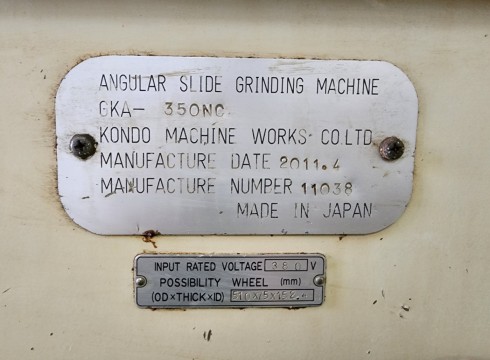 ANGULAR SLIDE GRINDING MACHINE
GKA- 350NC
KONDO MACHINE WORKS CO.LTD
MANUFACTURE DATE 2011.4
MANUFACTURE NUMBER 11038
MADE IN JAPAN
INPUT RATED VOLTAGE 380 V
POSSIBILITY WHEEL (mm)
(OD×THICK×ID)